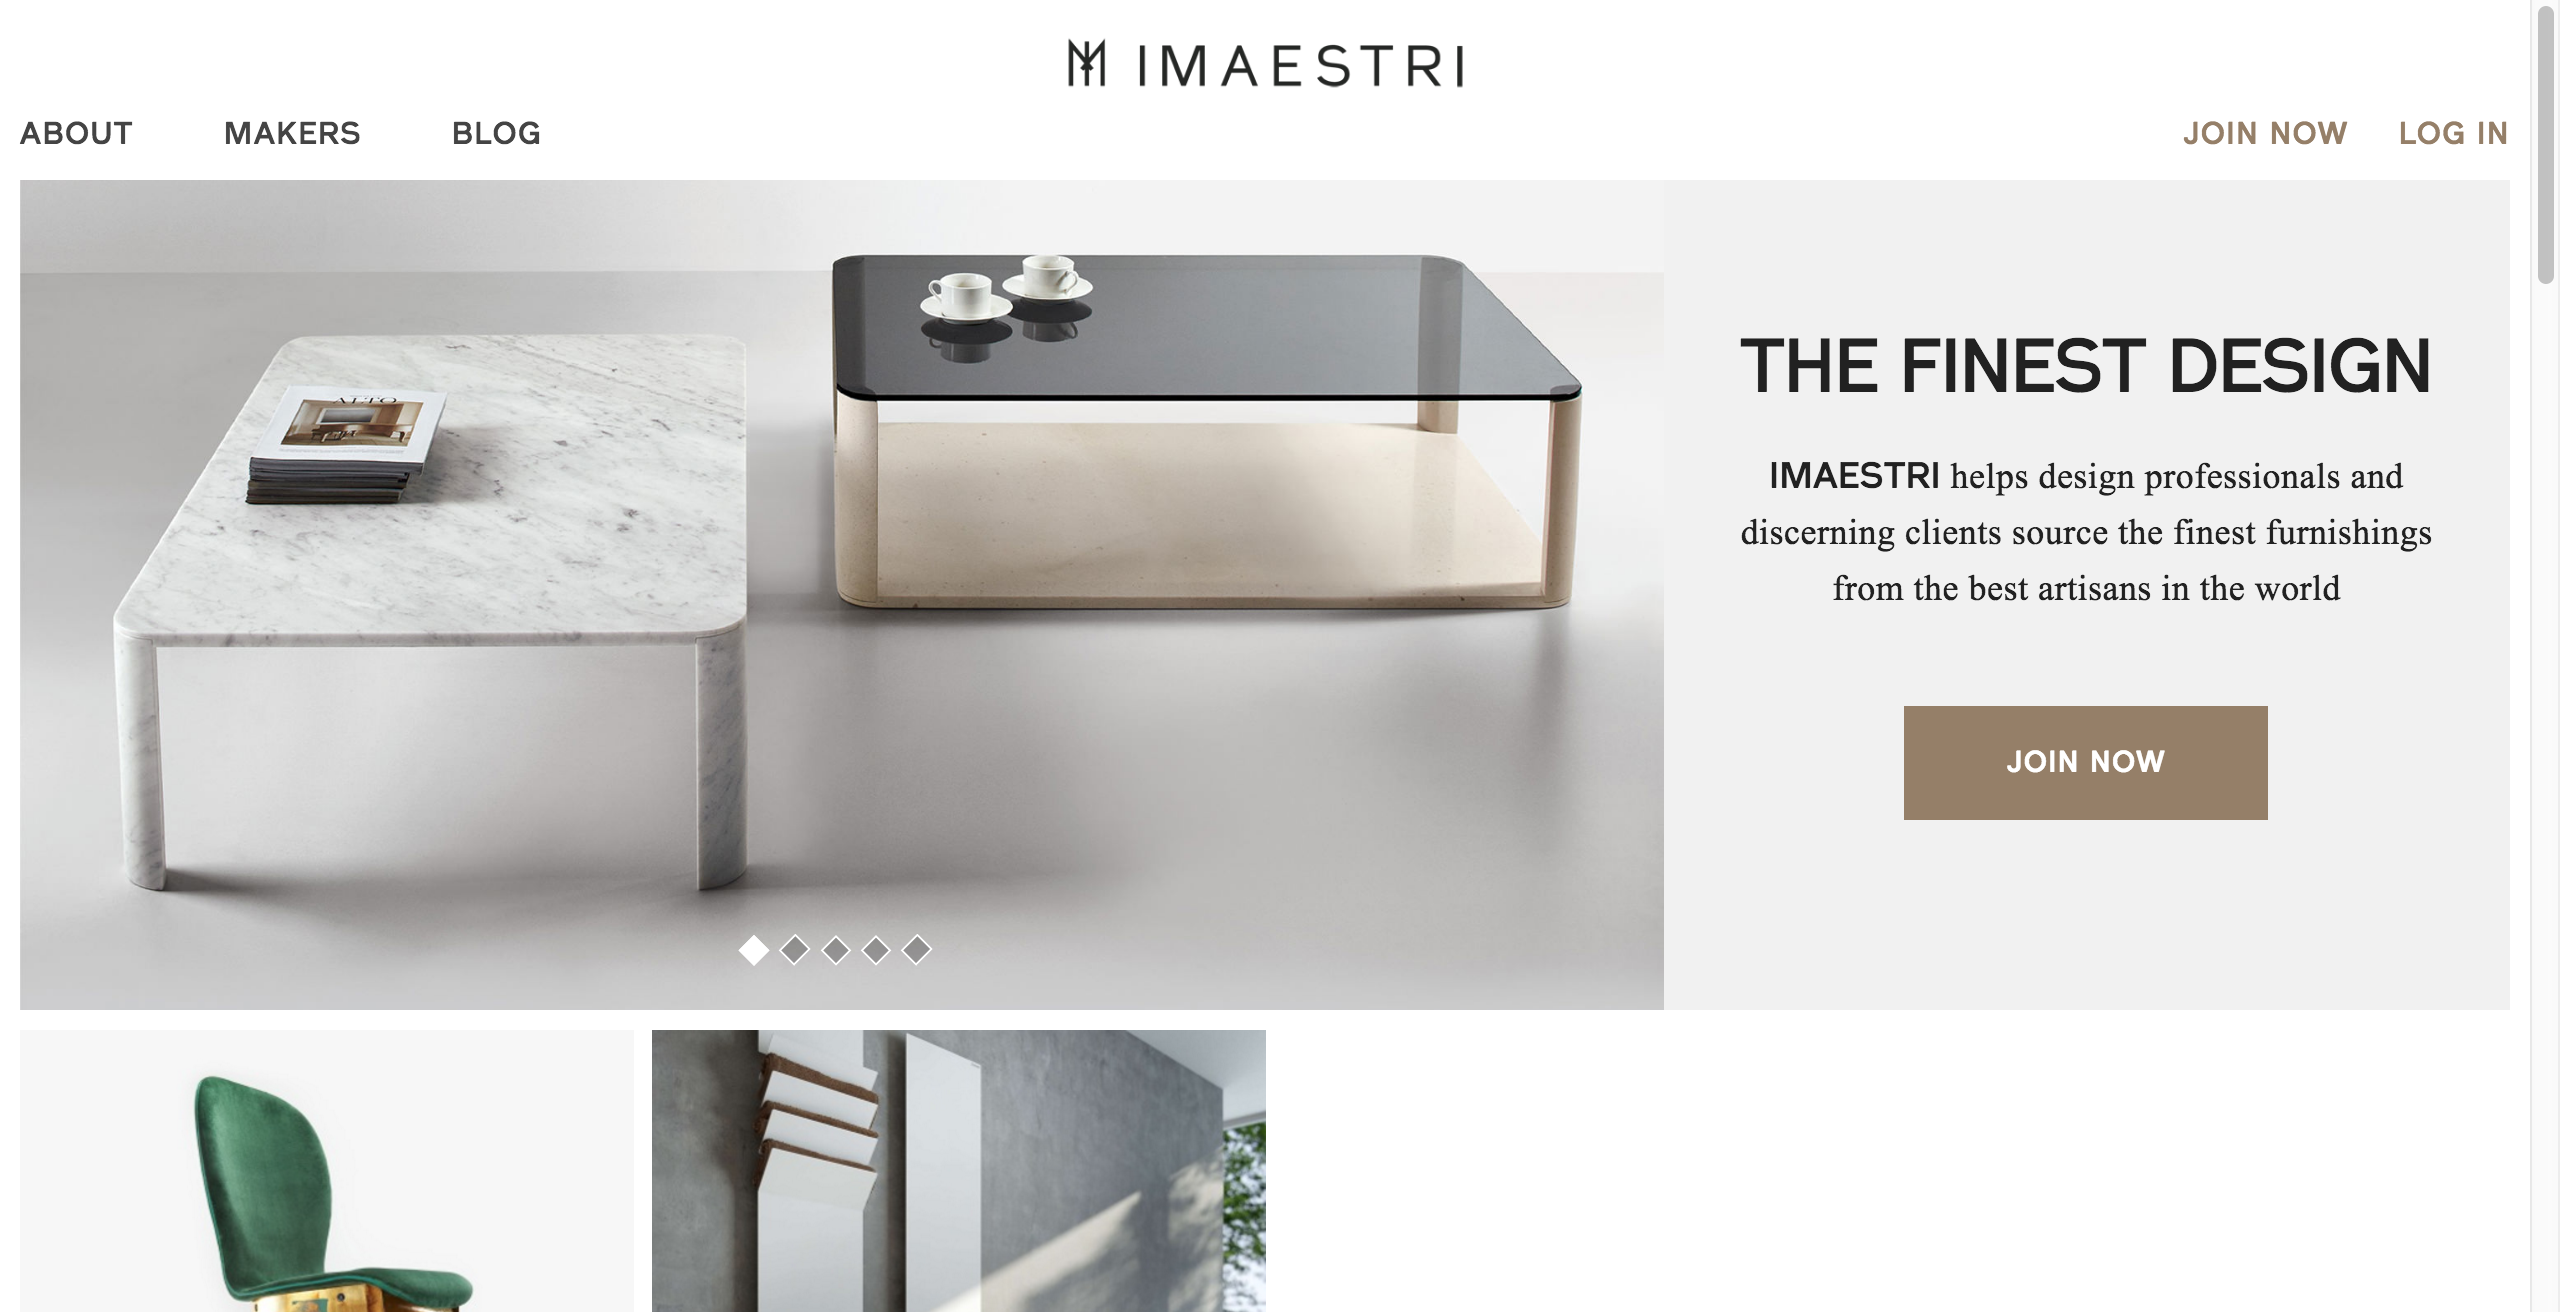 IMAESTRI
ABOUT MAKERS BLOG JOIN NOW LOG IN
THE FINEST DESIGN
IMAESTRI helps design professionals and
discerning clients source the finest furnishings
from the best artisans in the world
JOIN NOW